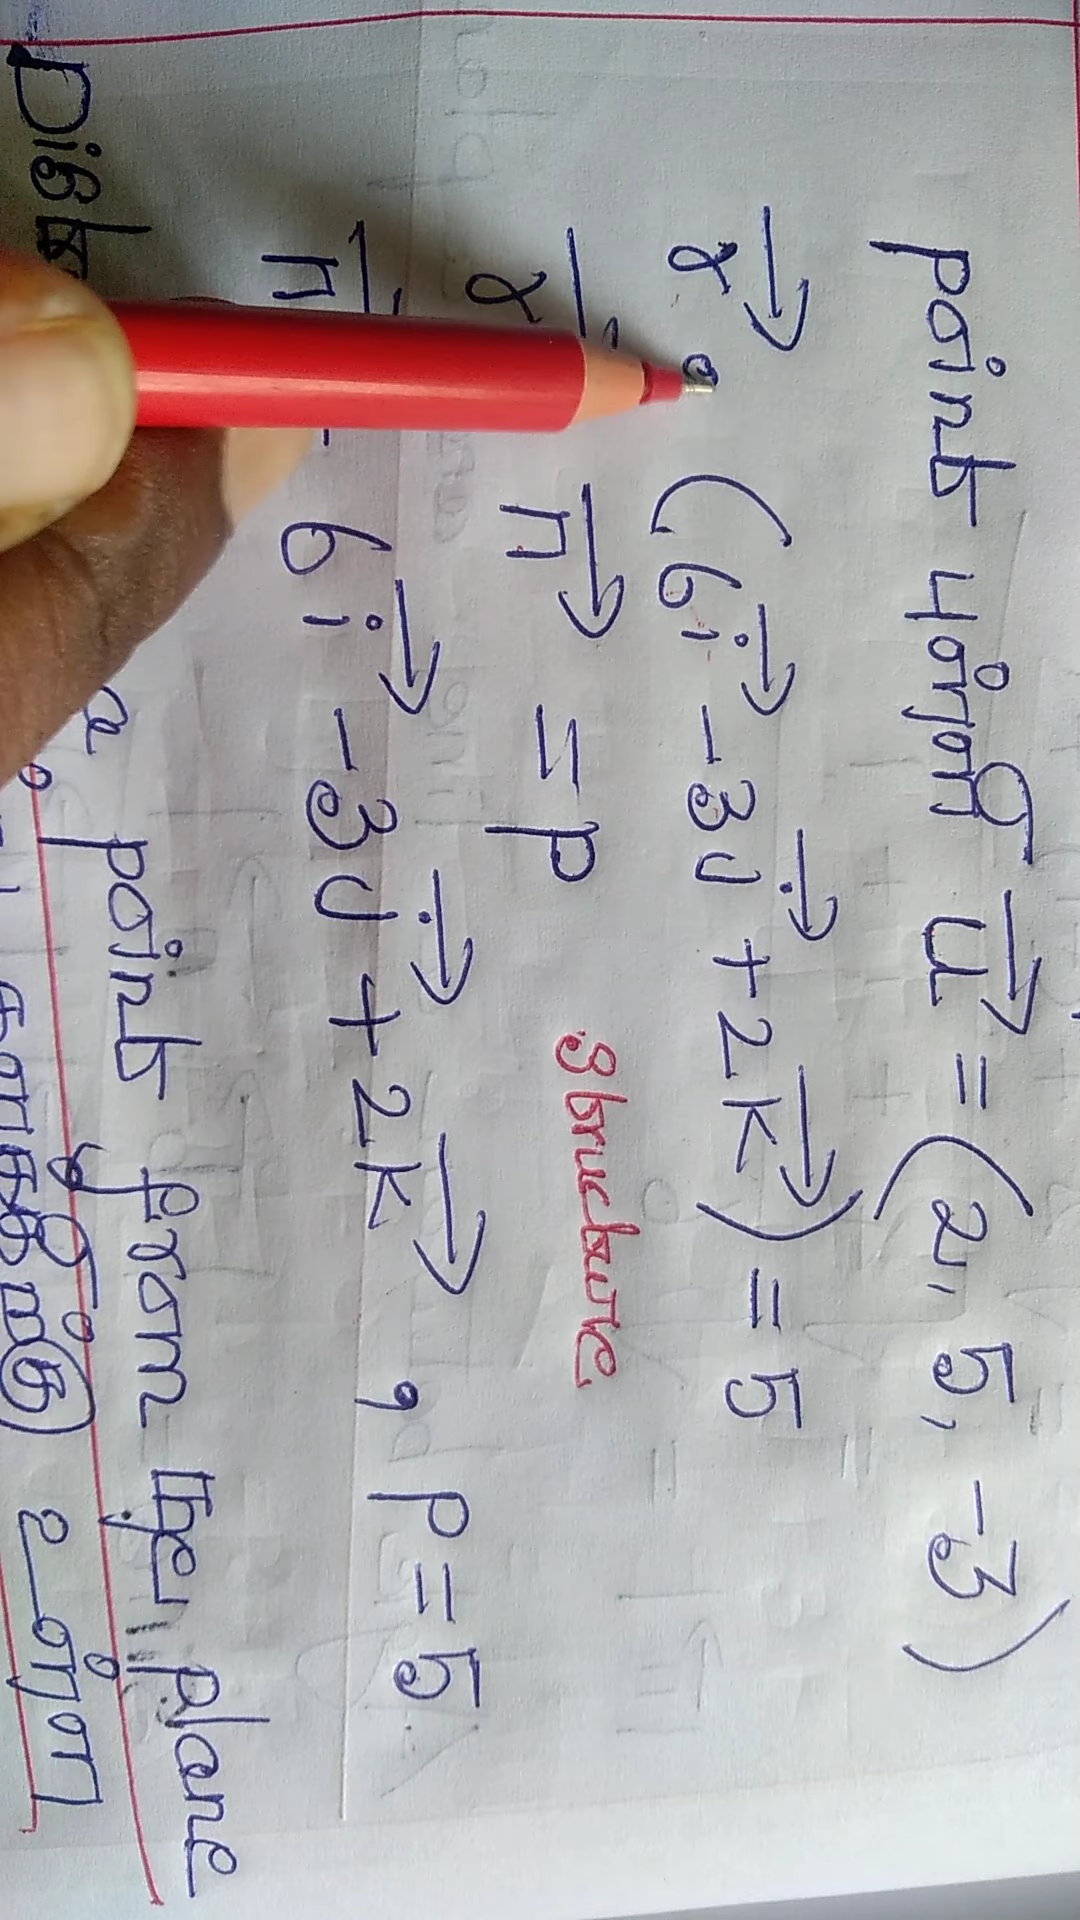 point புள்ளி u⃗ = (2, 5, -3)
r⃗ . (6i⃗ -3j⃗ + 2k⃗) = 5
r⃗ . n⃗ = P structure
n⃗ = 6i⃗ -3j⃗ + 2k⃗ , P = 5
a point from the plane